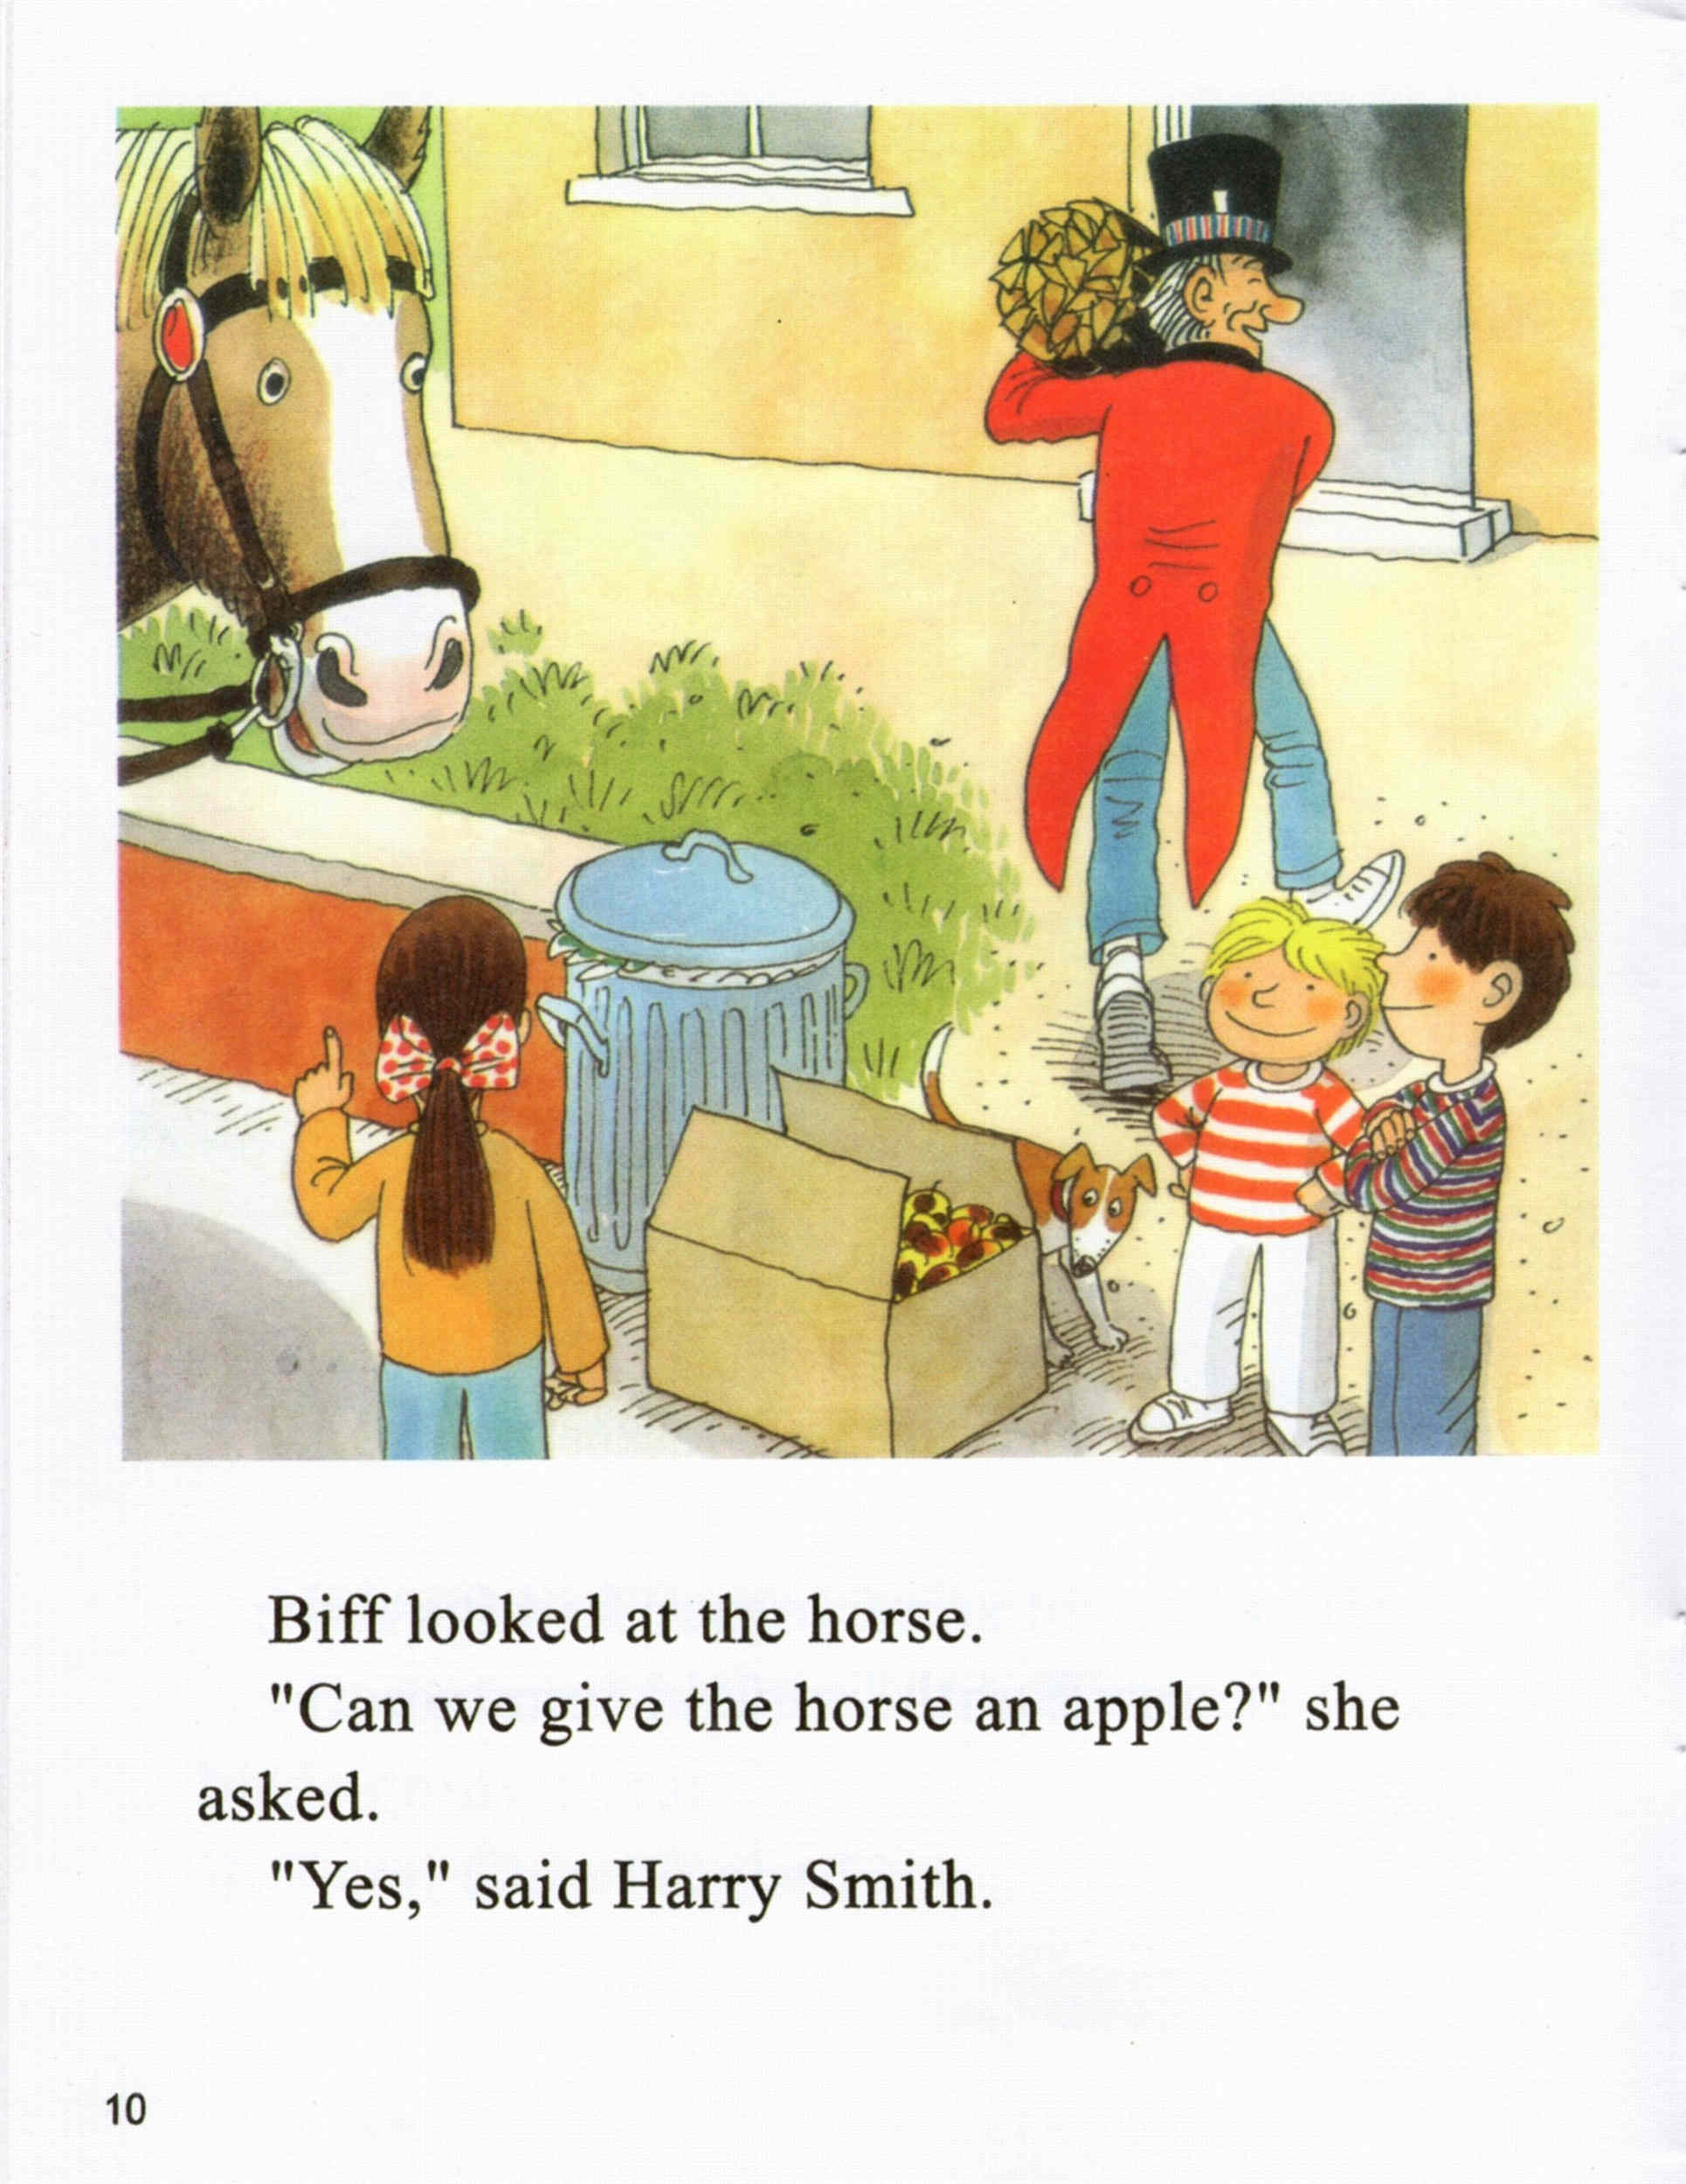 Biff looked at the horse.
"Can we give the horse an apple?" she
asked.
"Yes," said Harry Smith.
10